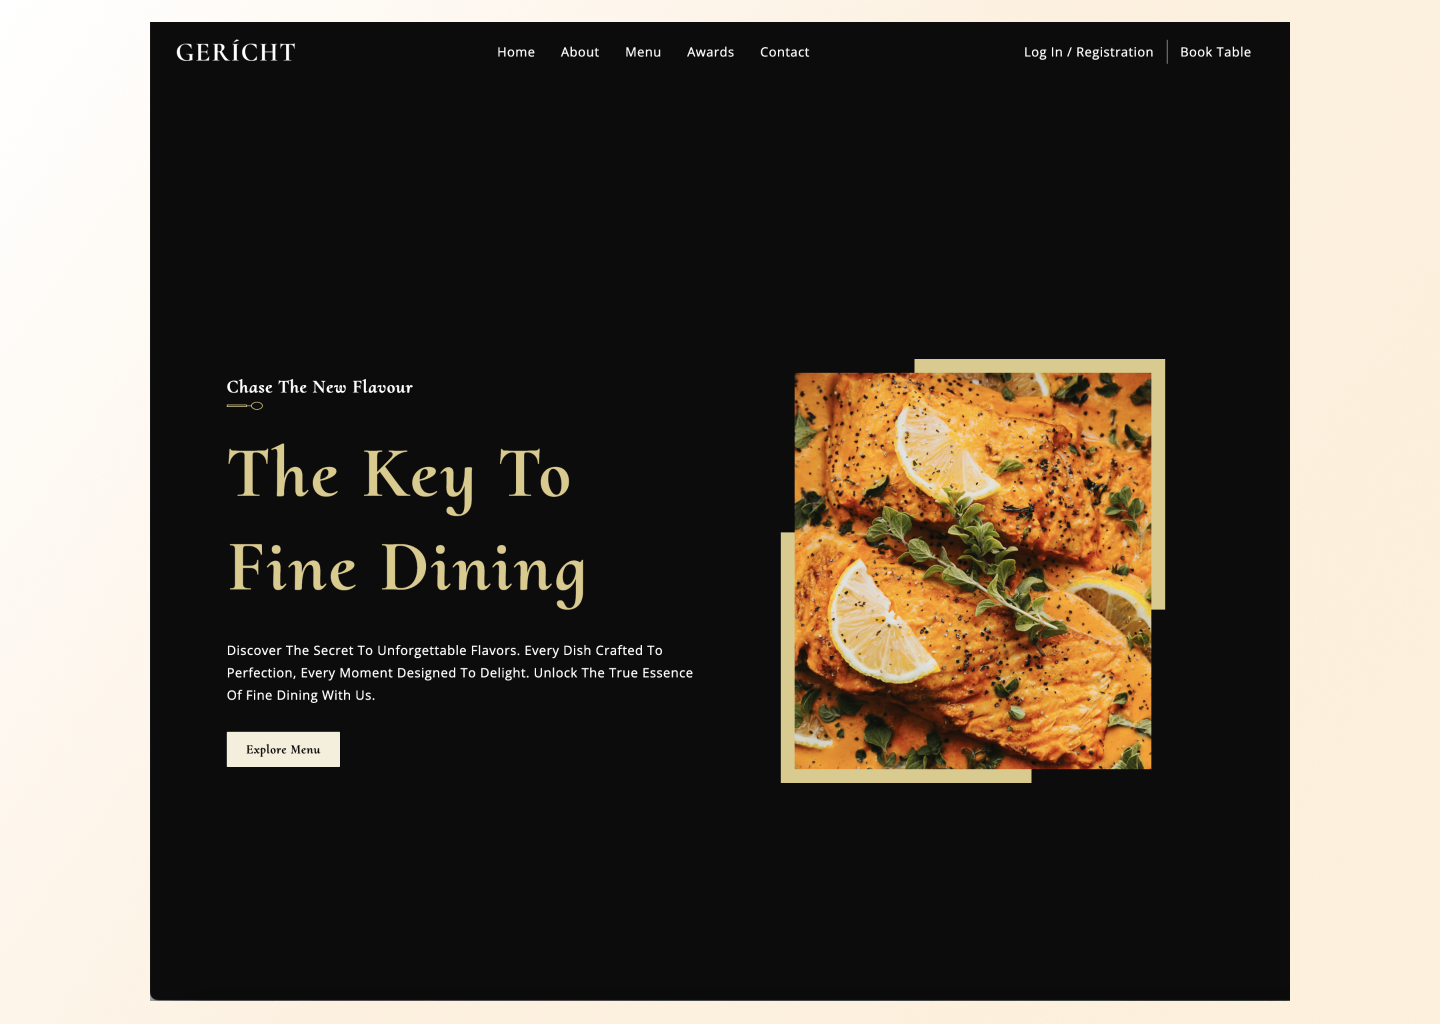 GERÍCHT
Home About Menu Awards Contact
Log In / Registration Book Table
Chase The New Flavour
The Key To
Fine Dining
Discover The Secret To Unforgettable Flavors. Every Dish Crafted To
Perfection, Every Moment Designed To Delight. Unlock The True Essence
Of Fine Dining With Us.
Explore Menu